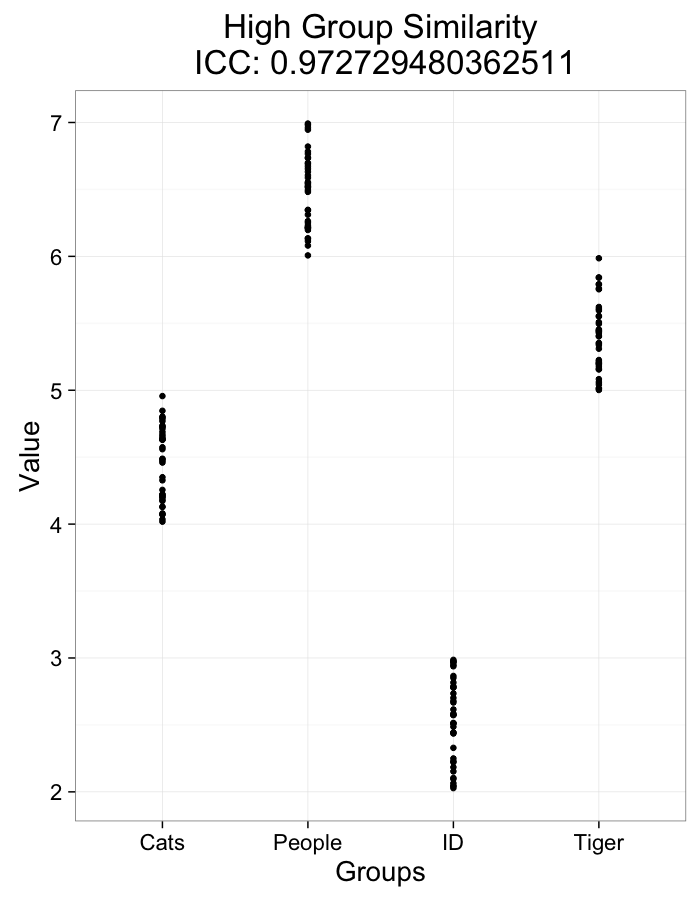 High Group Similarity
ICC: 0.972729480362511
7
6
5
4
3
2
Value
Cats People ID Tiger
Groups